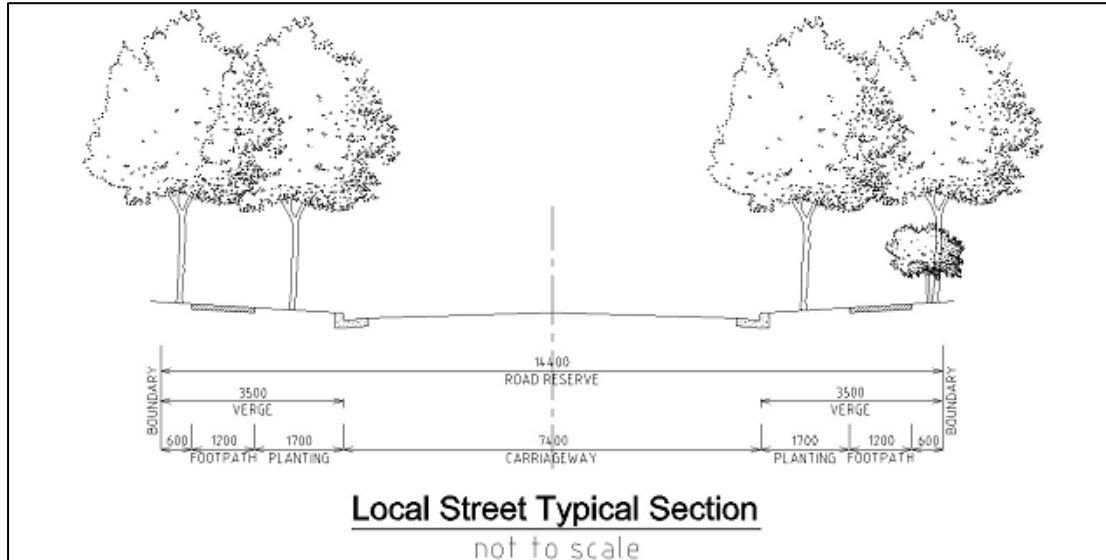 14400
ROAD RESERVE
BOUNDARY
3500
VERGE
3500
VERGE
BOUNDARY
600 1200 1700 7400 1700 1200 600
FOOTPATH PLANTING CARRIAGEWAY PLANTING FOOTPATH
Local Street Typical Section
not to scale